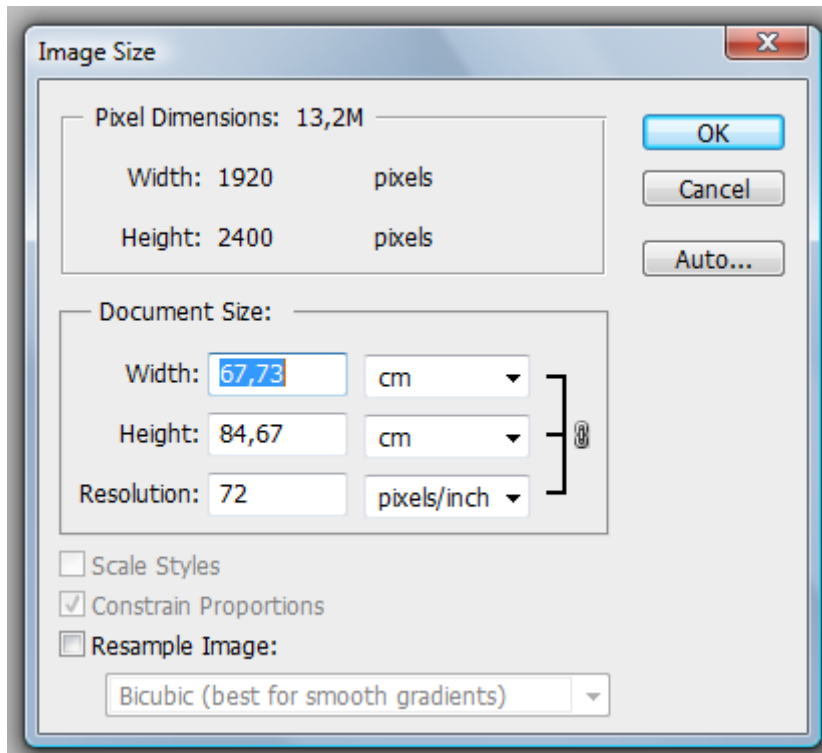 Image Size
Pixel Dimensions: 13,2M
Width: 1920 pixels
Height: 2400 pixels
OK
Cancel
Auto...
Document Size:
Width: 67,73 cm
Height: 84,67 cm
Resolution: 72 pixels/inch
Scale Styles
Constrain Proportions
Resample Image:
Bicubic (best for smooth gradients)